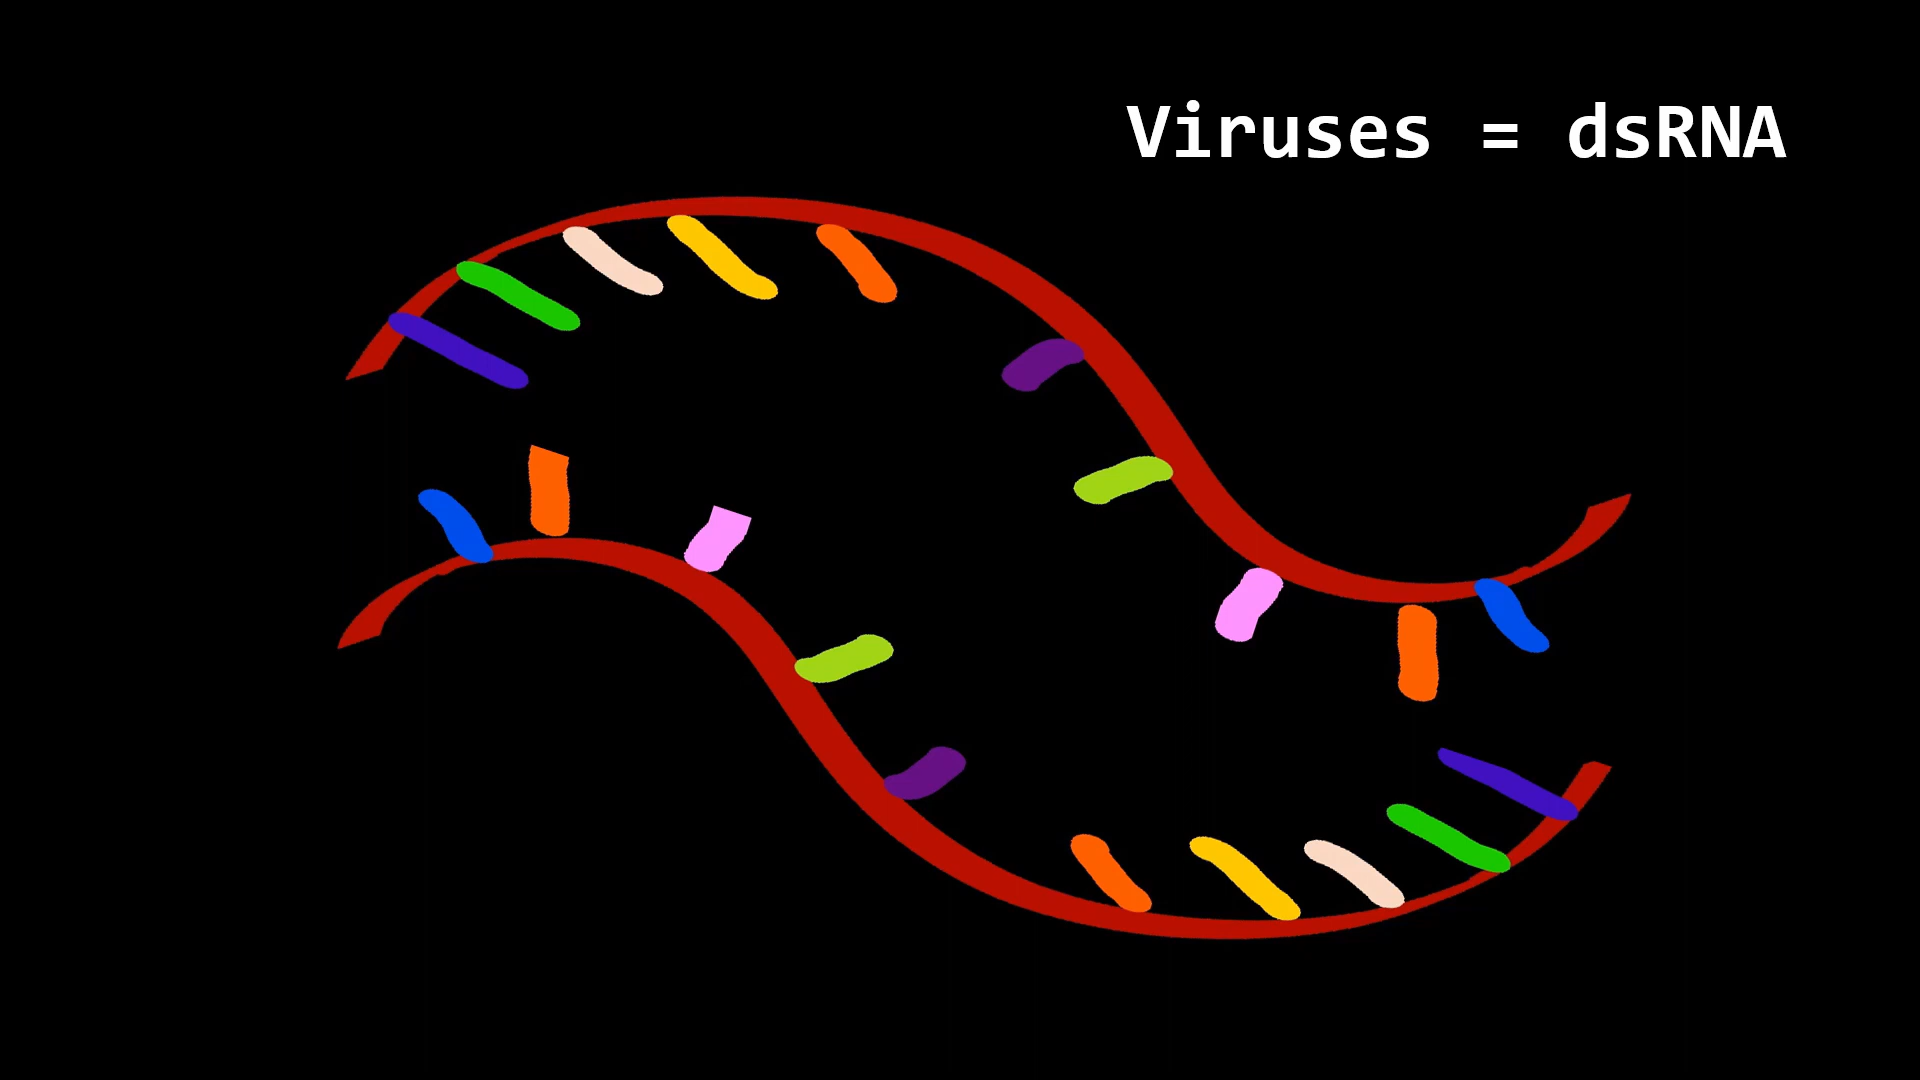 Viruses = dsRNA